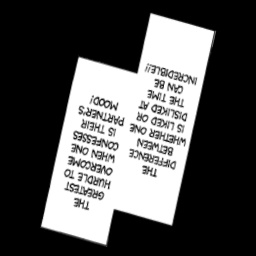 THE
GREATEST
HURDLE TO
OVERCOME
WHEN ONE
CONFESSES
IS THEIR
PARTNER'S
MOOD!
THE
DIFFERENCE
BETWEEN
WHETHER ONE
IS LIKED OR
DISLIKED AT
THE TIME
CAN BE
INCREDIBLE!!